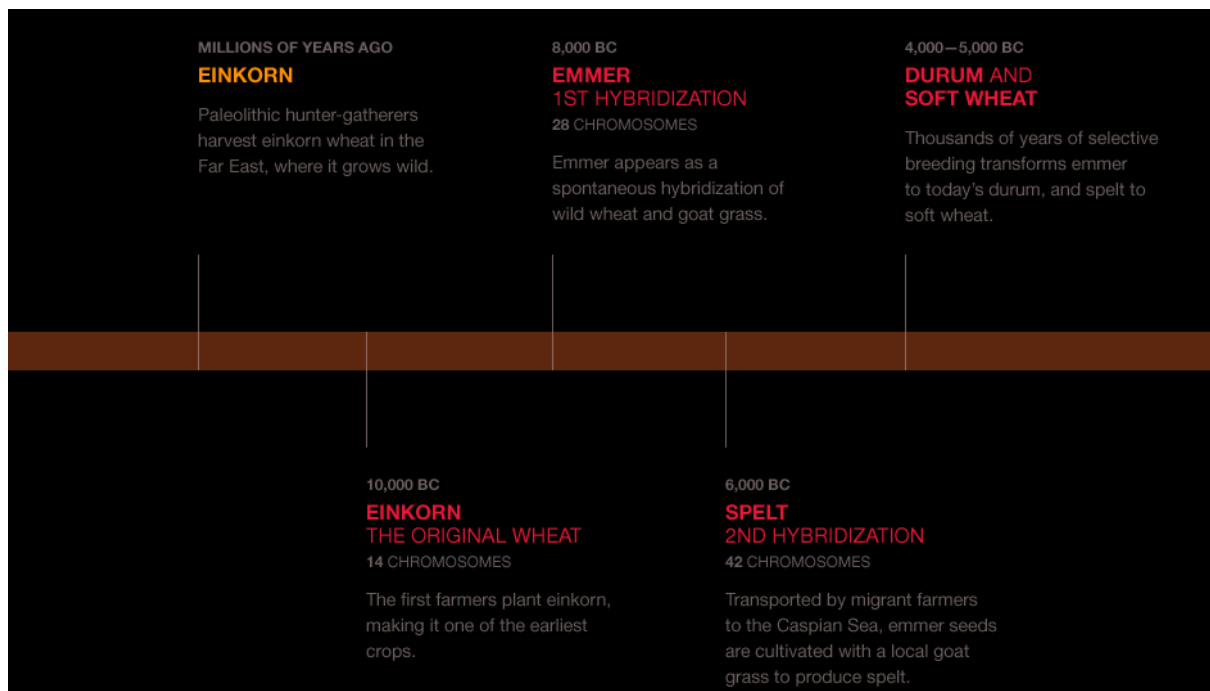 MILLIONS OF YEARS AGO
EINKORN
Paleolithic hunter-gatherers
harvest einkorn wheat in the
Far East, where it grows wild.
8,000 BC
EMMER
1ST HYBRIDIZATION
28 CHROMOSOMES
Emmer appears as a
spontaneous hybridization of
wild wheat and goat grass.
4,000—5,000 BC
DURUM AND
SOFT WHEAT
Thousands of years of selective
breeding transforms emmer
to today's durum, and spelt to
soft wheat.
10,000 BC
EINKORN
THE ORIGINAL WHEAT
14 CHROMOSOMES
The first farmers plant einkorn,
making it one of the earliest
crops.
6,000 BC
SPELT
2ND HYBRIDIZATION
42 CHROMOSOMES
Transported by migrant farmers
to the Caspian Sea, emmer seeds
are cultivated with a local goat
grass to produce spelt.